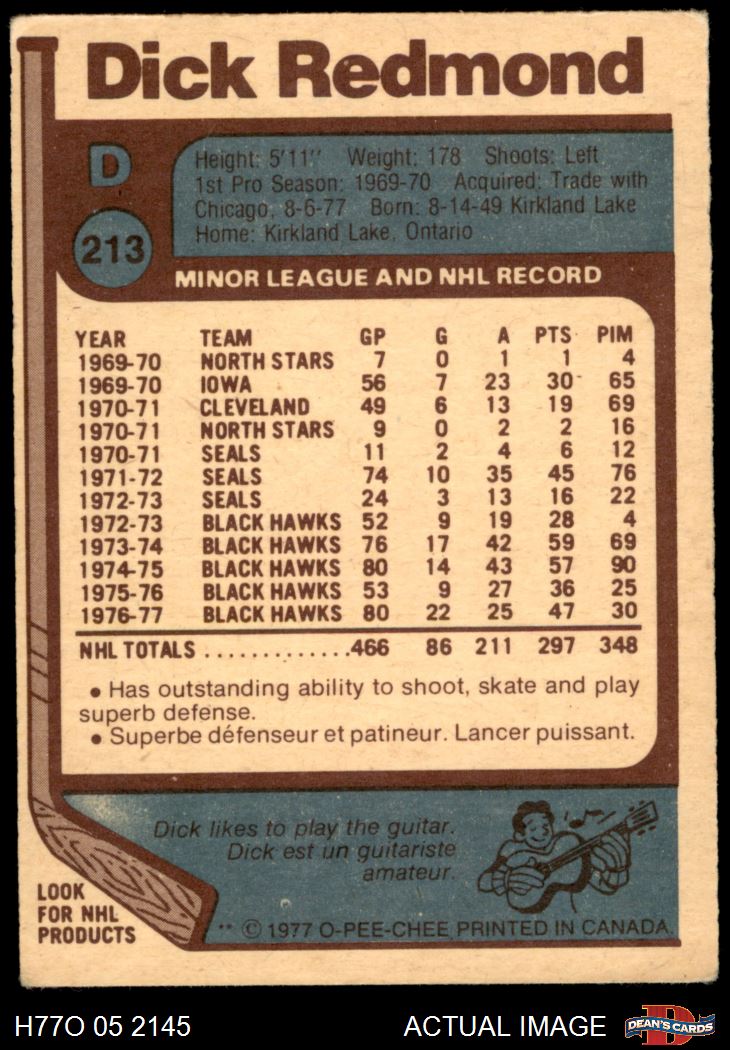 Dick Redmond
D
213
Height: 5'11" Weight: 178 Shoots: Left
1st Pro Season: 1969-70 Acquired: Trade with
Chicago, 8-6-77 Born: 8-14-49 Kirkland Lake
Home: Kirkland Lake, Ontario
MINOR LEAGUE AND NHL RECORD
YEAR TEAM GP G A PTS PIM
1969-70 NORTH STARS 7 0 1 1 4
1969-70 IOWA 56 7 23 30 65
1970-71 CLEVELAND 49 6 13 19 69
1970-71 NORTH STARS 9 0 2 2 16
1970-71 SEALS 11 2 4 6 12
1971-72 SEALS 74 10 35 45 76
1972-73 SEALS 24 3 13 16 22
1972-73 BLACK HAWKS 52 9 19 28 4
1973-74 BLACK HAWKS 76 17 42 59 69
1974-75 BLACK HAWKS 80 14 43 57 90
1975-76 BLACK HAWKS 53 9 27 36 25
1976-77 BLACK HAWKS 80 22 25 47 30
NHL TOTALS .............466 86 211 297 348
• Has outstanding ability to shoot, skate and play
superb defense.
• Superbe défenseur et patineur. Lancer puissant.
Dick likes to play the guitar.
Dick est un guitariste
amateur.
LOOK
FOR NHL
PRODUCTS
** © 1977 O-PEE-CHEE PRINTED IN CANADA.
H77O 05 2145
ACTUAL IMAGE
D
DEAN'S CARDS